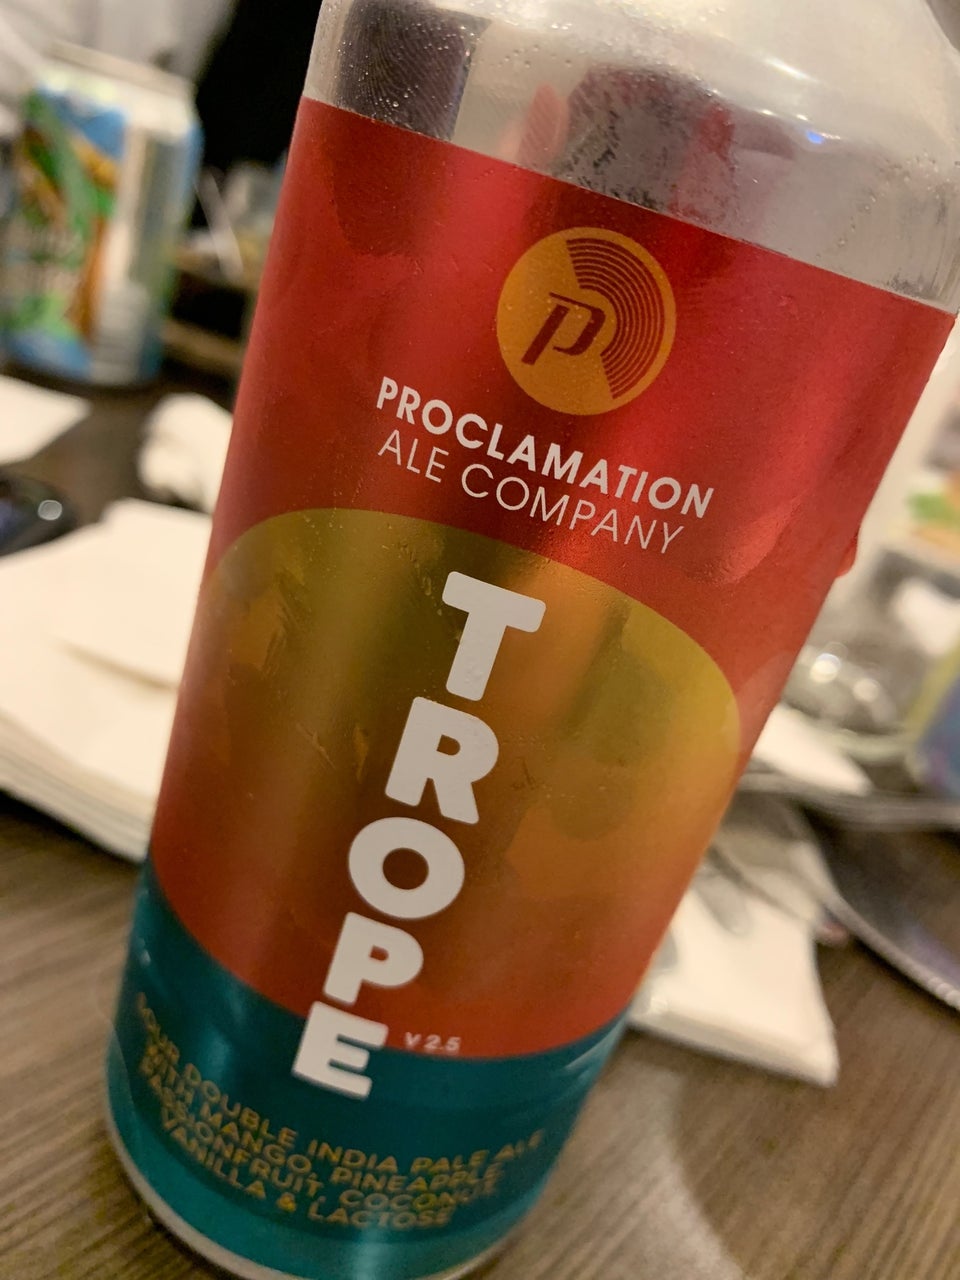 P
PROCLAMATION
ALE COMPANY
TROPE
V 2.5
SOUR DOUBLE INDIA PALE ALE
WITH MANGO, PINEAPPLE,
PASSIONFRUIT, COCONUT,
VANILLA & LACTOSE